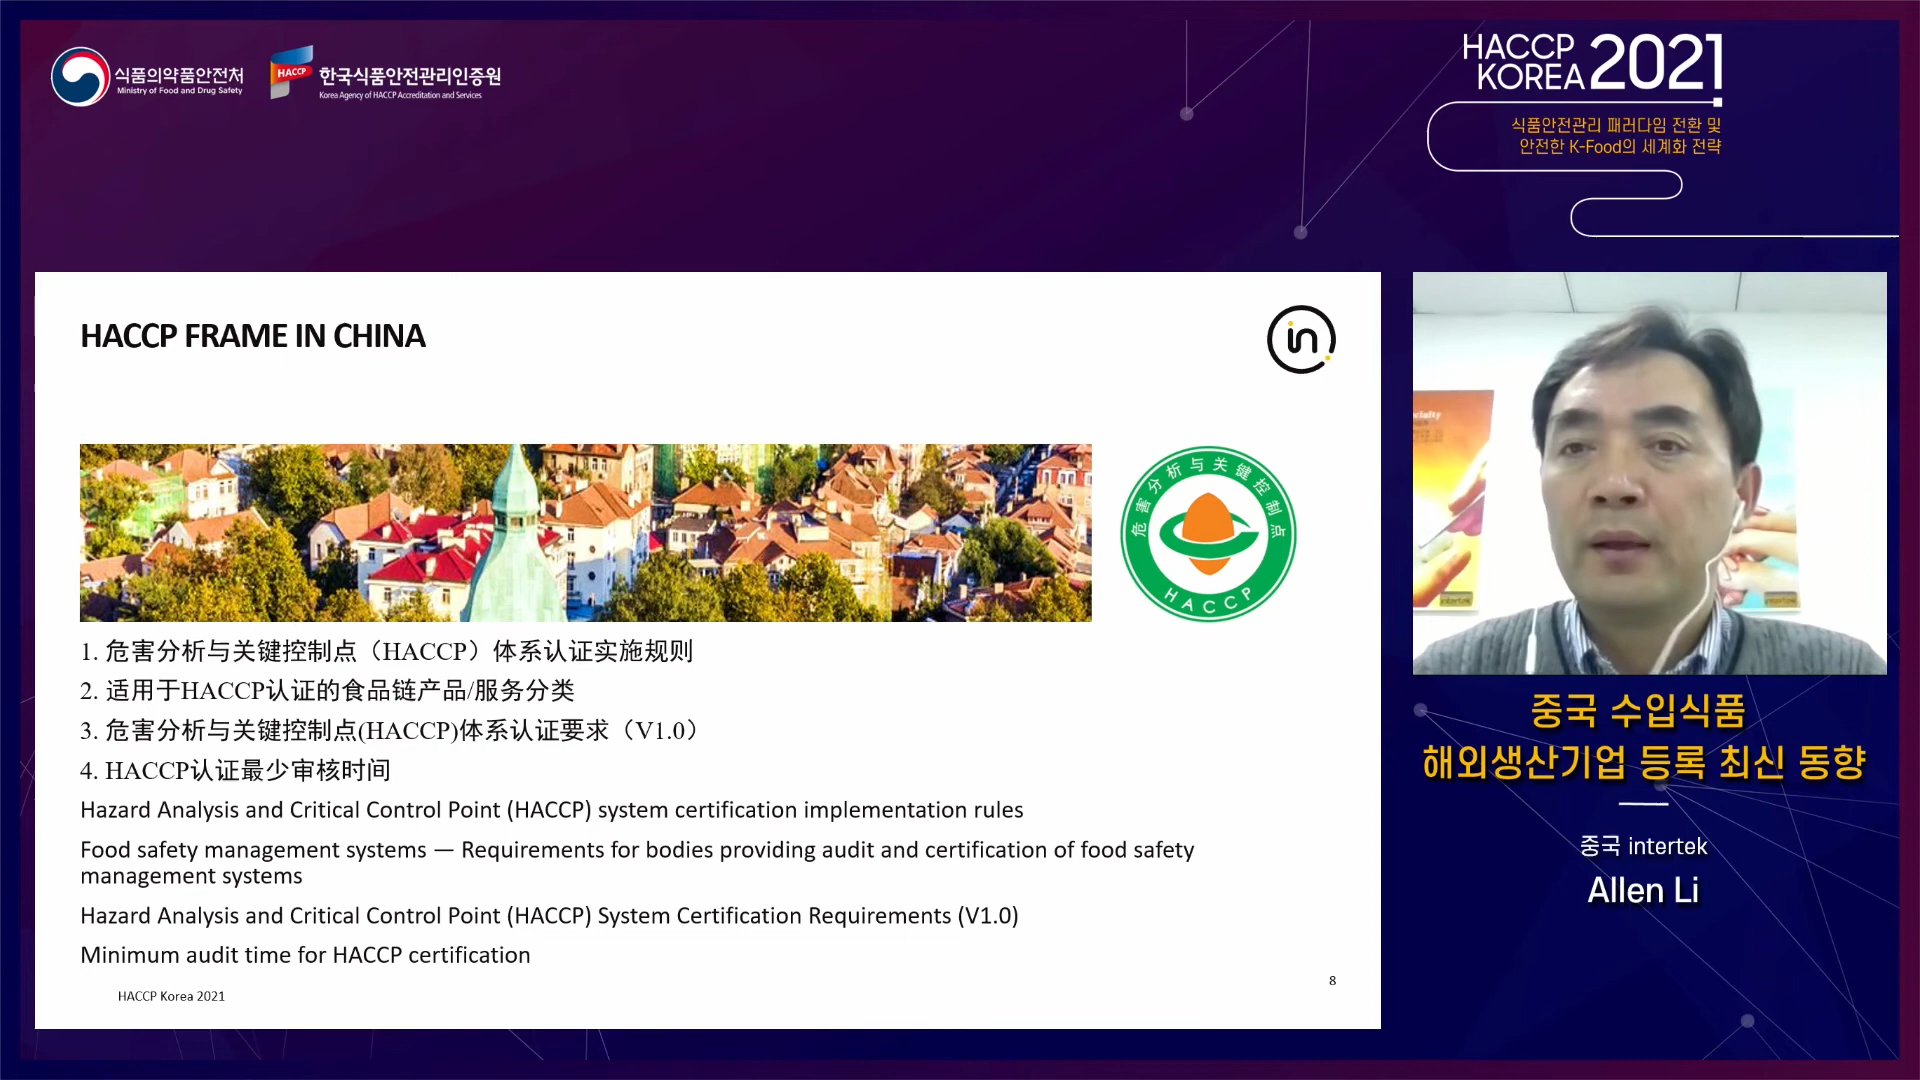 식품의약품안전처
Ministry of Food and Drug Safety
HACCP
한국식품안전관리인증원
Korea Agency of HACCP Accreditation and Services
HACCP
KOREA
2021
식품안전관리 패러다임 전환 및
안전한 K-Food의 세계화 전략
HACCP FRAME IN CHINA
in
危害分析与关键控制点
HACCP
1. 危害分析与关键控制点（HACCP）体系认证实施规则
2. 适用于HACCP认证的食品链产品/服务分类
3. 危害分析与关键控制点(HACCP)体系认证要求（V1.0）
4. HACCP认证最少审核时间
Hazard Analysis and Critical Control Point (HACCP) system certification implementation rules
Food safety management systems — Requirements for bodies providing audit and certification of food safety
management systems
Hazard Analysis and Critical Control Point (HACCP) System Certification Requirements (V1.0)
Minimum audit time for HACCP certification
HACCP Korea 2021
8
intertek
intertek
중국 수입식품
해외생산기업 등록 최신 동향
중국 intertek
Allen Li